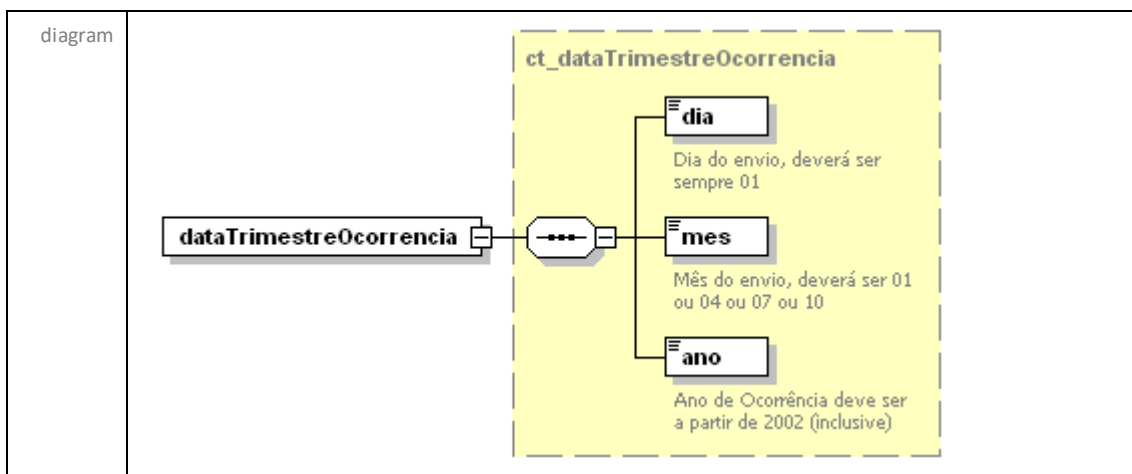 diagram
ct_dataTrimestreOcorrencia
dia
Dia do envio, deverá ser
sempre 01
dataTrimestreOcorrencia
mes
Mês do envio, deverá ser 01
ou 04 ou 07 ou 10
ano
Ano de Ocorrência deve ser
a partir de 2002 (inclusive)